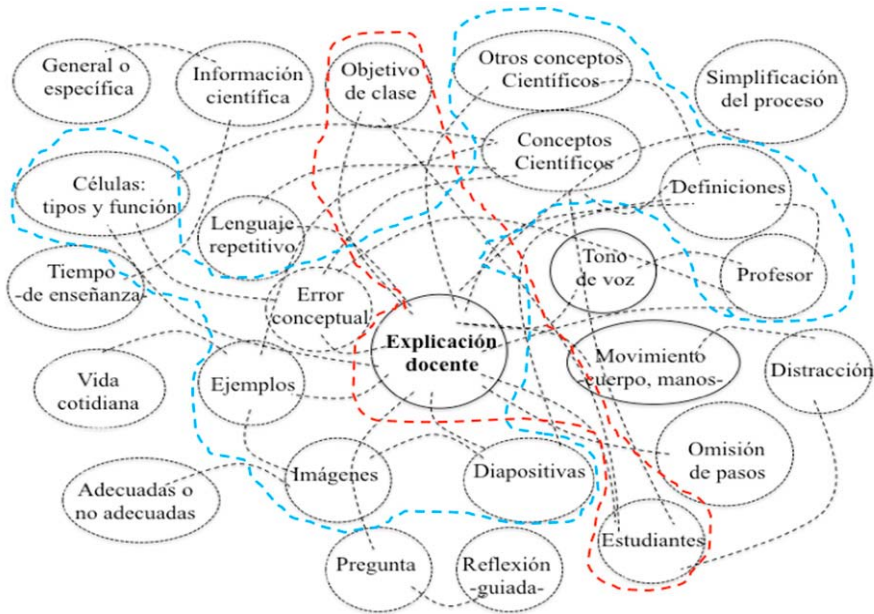 General o
específica
Información
científica
Objetivo
de clase
Otros conceptos
Científicos
Simplificación
del proceso
Conceptos
Científicos
Células:
tipos y función
Definiciones
Lenguaje
repetitivo
Tono
de voz
Tiempo
-de enseñanza-
Error
conceptual
Profesor
Explicación
docente
Vida
cotidiana
Ejemplos
Movimiento
-cuerpo, manos-
Distracción
Adecuadas o
no adecuadas
Imágenes
Diapositivas
Omisión
de pasos
Pregunta
Reflexión
-guiada-
Estudiantes